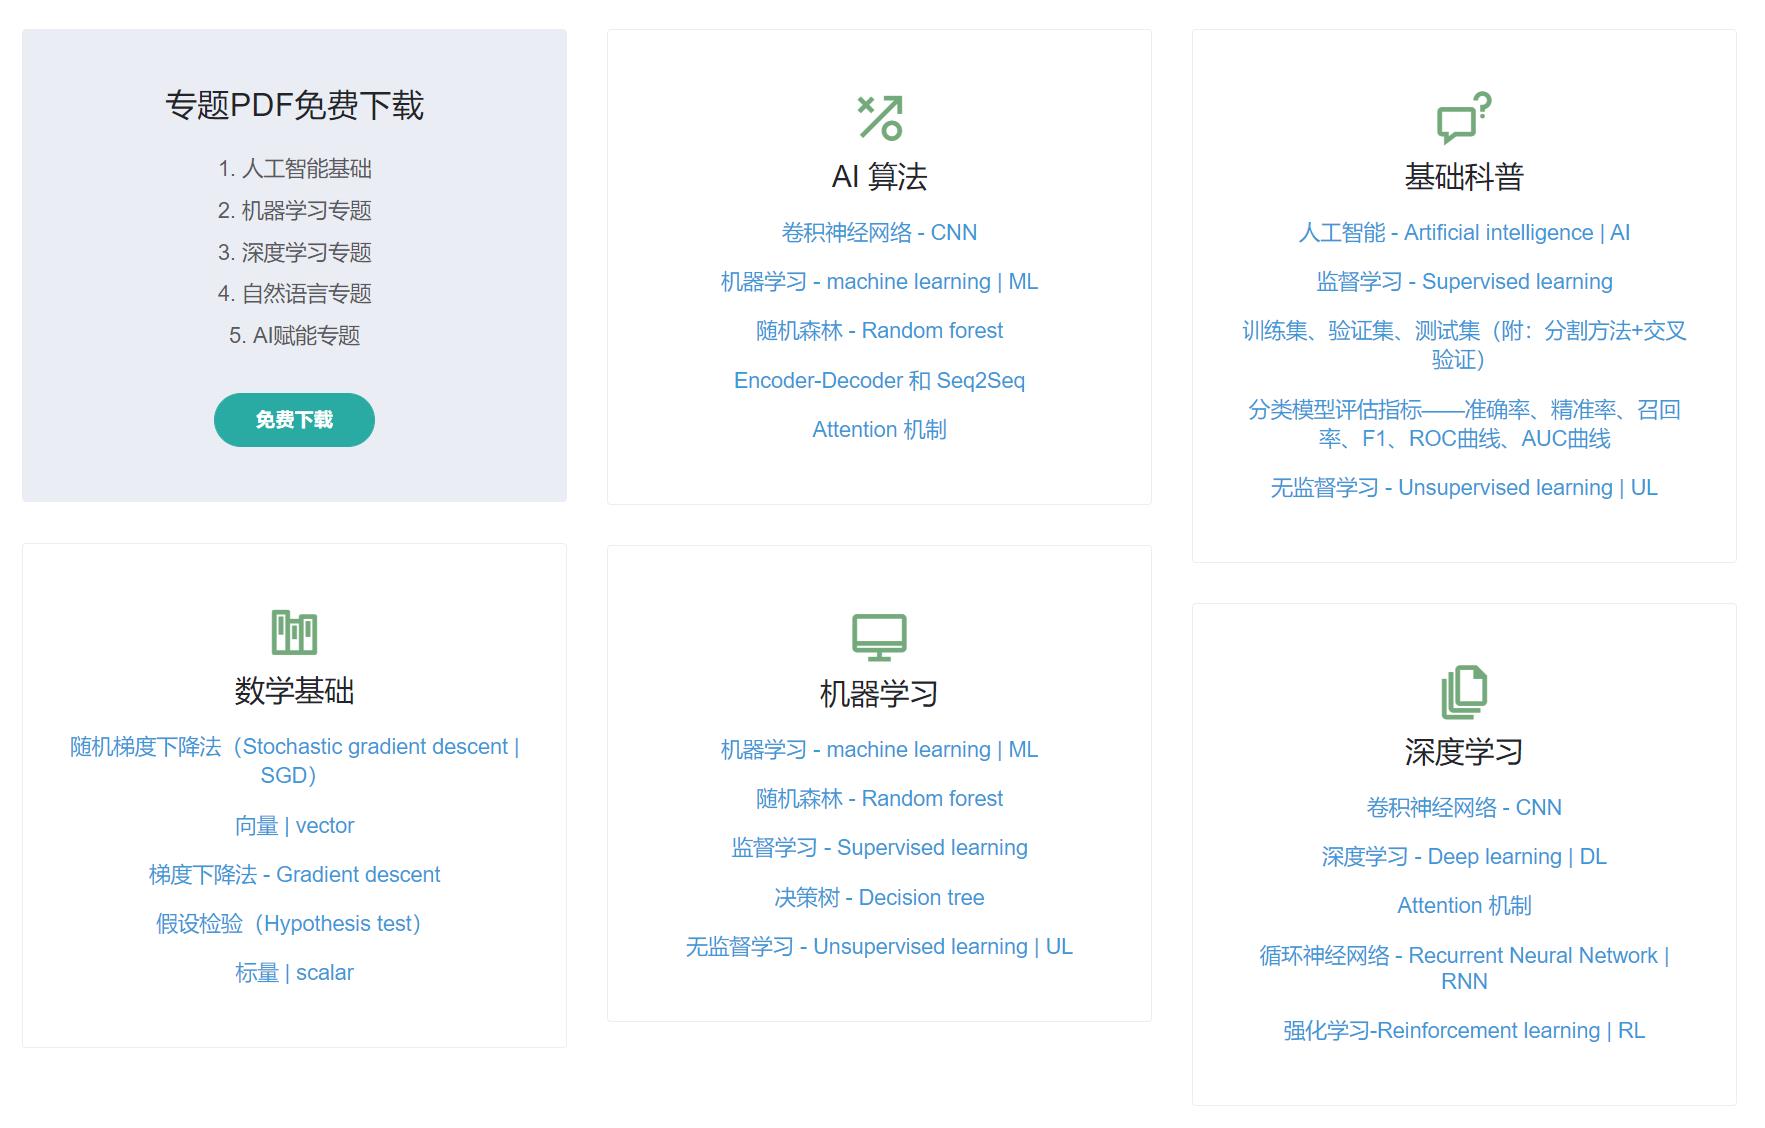 专题PDF免费下载
1. 人工智能基础
2. 机器学习专题
3. 深度学习专题
4. 自然语言专题
5. AI赋能专题
免费下载
AI 算法
卷积神经网络 - CNN
机器学习 - machine learning | ML
随机森林 - Random forest
Encoder-Decoder 和 Seq2Seq
Attention 机制
基础科普
人工智能 - Artificial intelligence | AI
监督学习 - Supervised learning
训练集、验证集、测试集（附：分割方法+交叉
验证）
分类模型评估指标——准确率、精准率、召回
率、F1、ROC曲线、AUC曲线
无监督学习 - Unsupervised learning | UL
数学基础
随机梯度下降法（Stochastic gradient descent |
SGD）
向量 | vector
梯度下降法 - Gradient descent
假设检验（Hypothesis test）
标量 | scalar
机器学习
机器学习 - machine learning | ML
随机森林 - Random forest
监督学习 - Supervised learning
决策树 - Decision tree
无监督学习 - Unsupervised learning | UL
深度学习
卷积神经网络 - CNN
深度学习 - Deep learning | DL
Attention 机制
循环神经网络 - Recurrent Neural Network |
RNN
强化学习-Reinforcement learning | RL